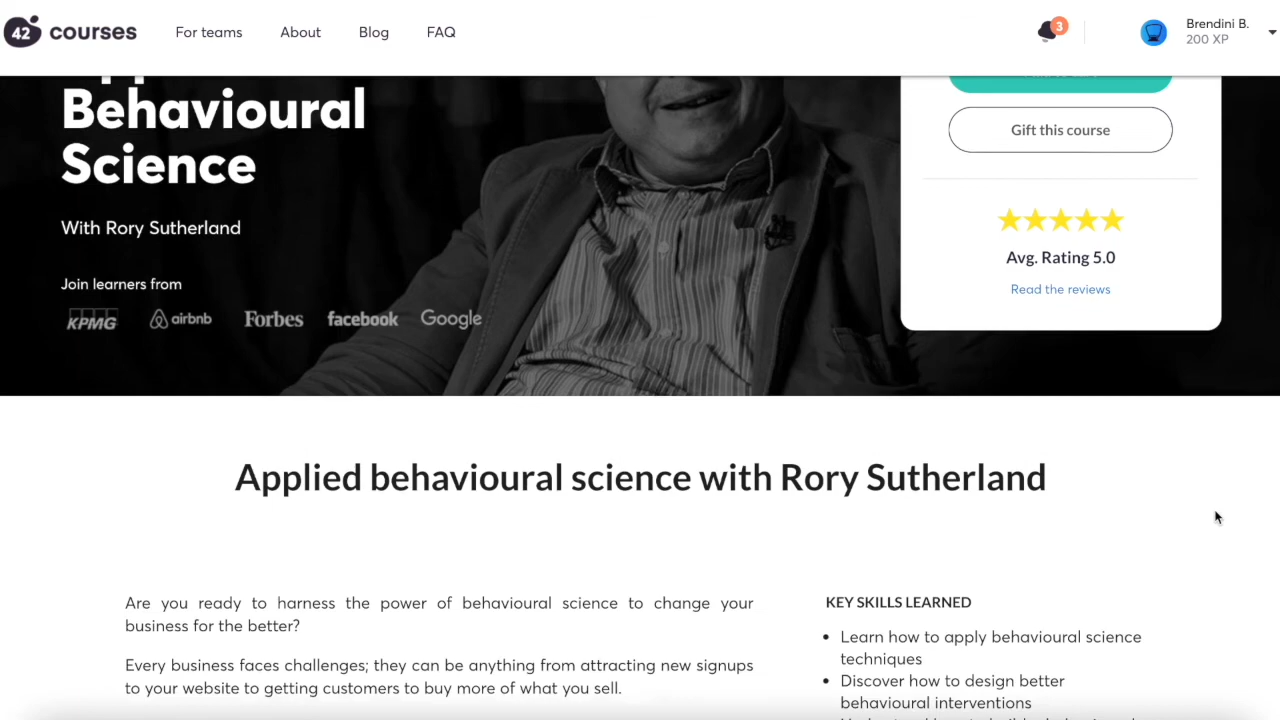 42 courses
For teams
About
Blog
FAQ
3
Brendini B.
200 XP
Behavioural
Science
With Rory Sutherland
Join learners from
KPMG
airbnb
Forbes
facebook
Google
Gift this course
Avg. Rating 5.0
Read the reviews
Applied behavioural science with Rory Sutherland
Are you ready to harness the power of behavioural science to change your
business for the better?
Every business faces challenges; they can be anything from attracting new signups
to your website to getting customers to buy more of what you sell.
KEY SKILLS LEARNED
Learn how to apply behavioural science
techniques
Discover how to design better
behavioural interventions